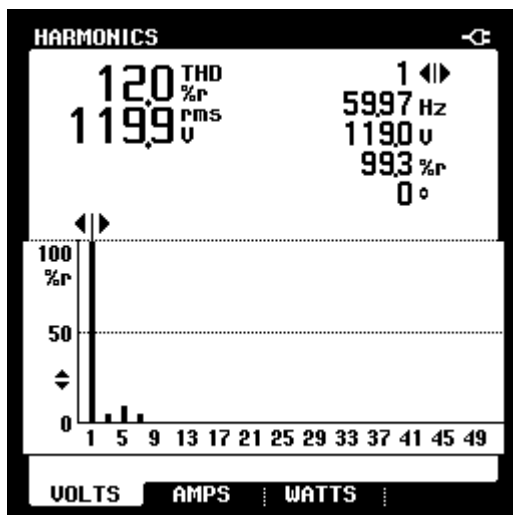 HARMONICS
12.0 THD %r
119.9 rms V
1
59.97 Hz
119.0 V
99.3 %r
0 °
100
%r
50
0
1 5 9 13 17 21 25 29 33 37 41 45 49
VOLTS AMPS WATTS